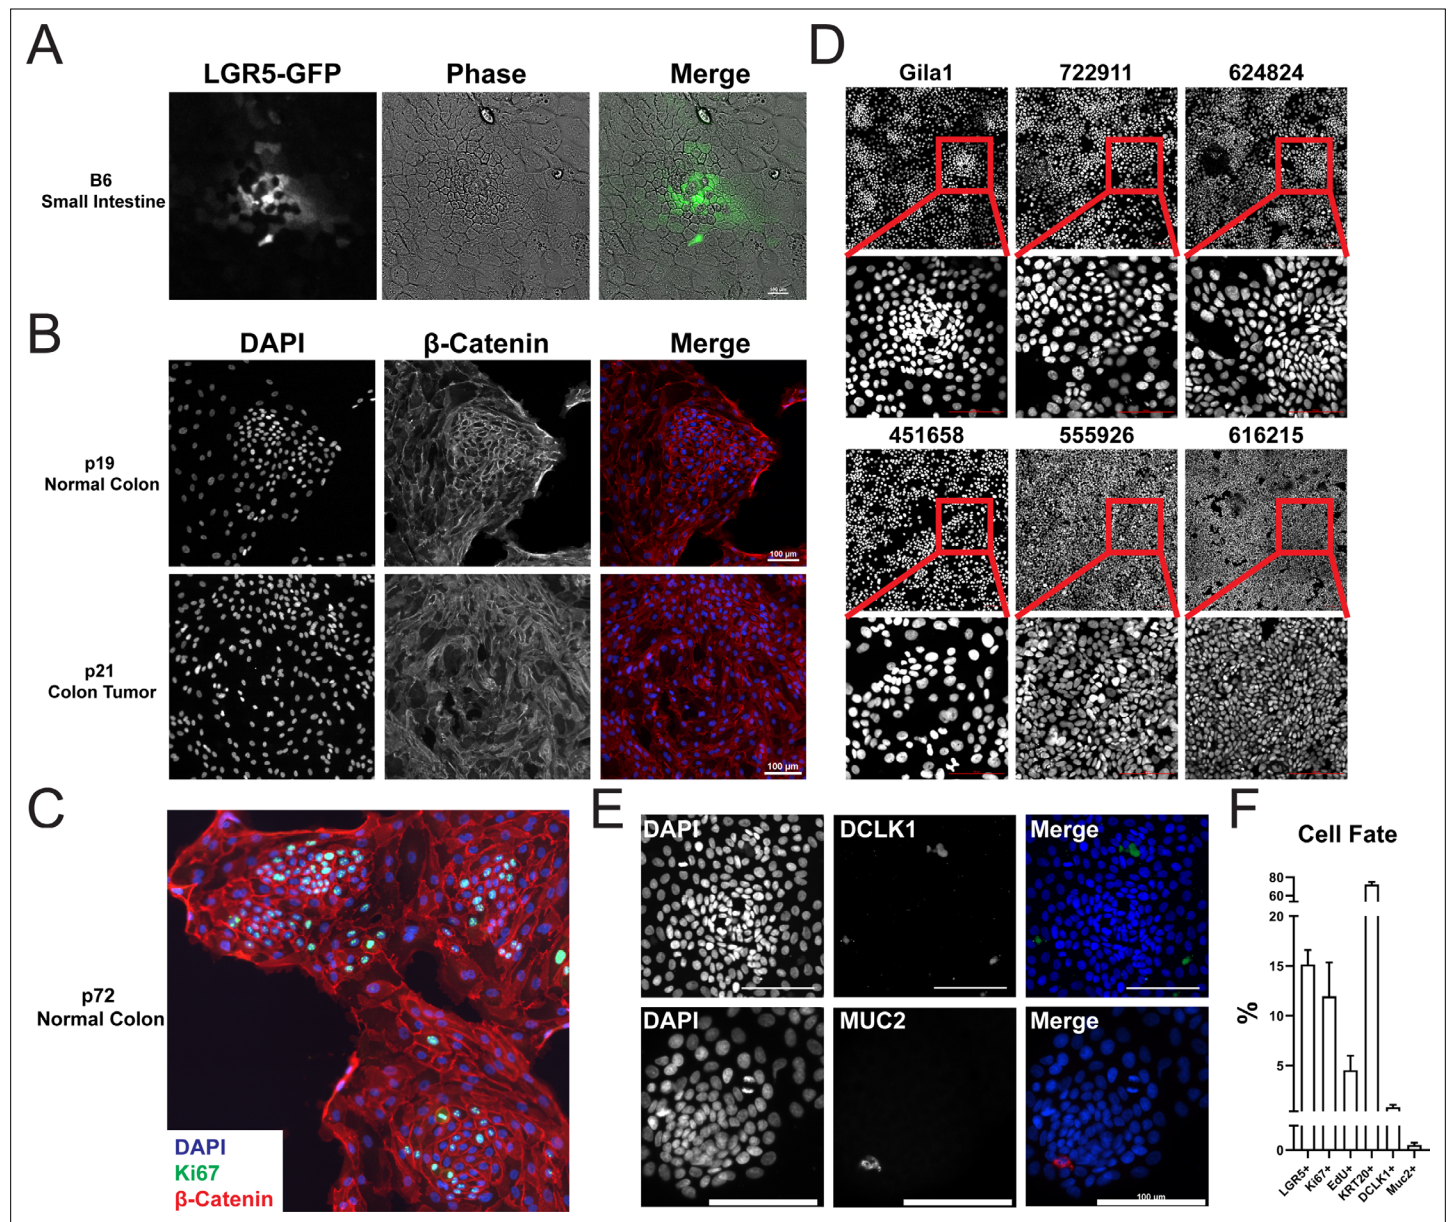 A
LGR5-GFP Phase Merge
B6
Small Intestine
B
DAPI β-Catenin Merge
p19
Normal Colon
100 µm
p21
Colon Tumor
100 µm
C
p72
Normal Colon
DAPI
Ki67
β-Catenin
D
Gila1 722911 624824
451658 555926 616215
E
DAPI DCLK1 Merge
DAPI MUC2 Merge
100 µm
F
Cell Fate
80
60
20
15
10
5
0
%
LGR5+
Ki67+
EdU+
KRT20+
DCLK1+
Muc2+